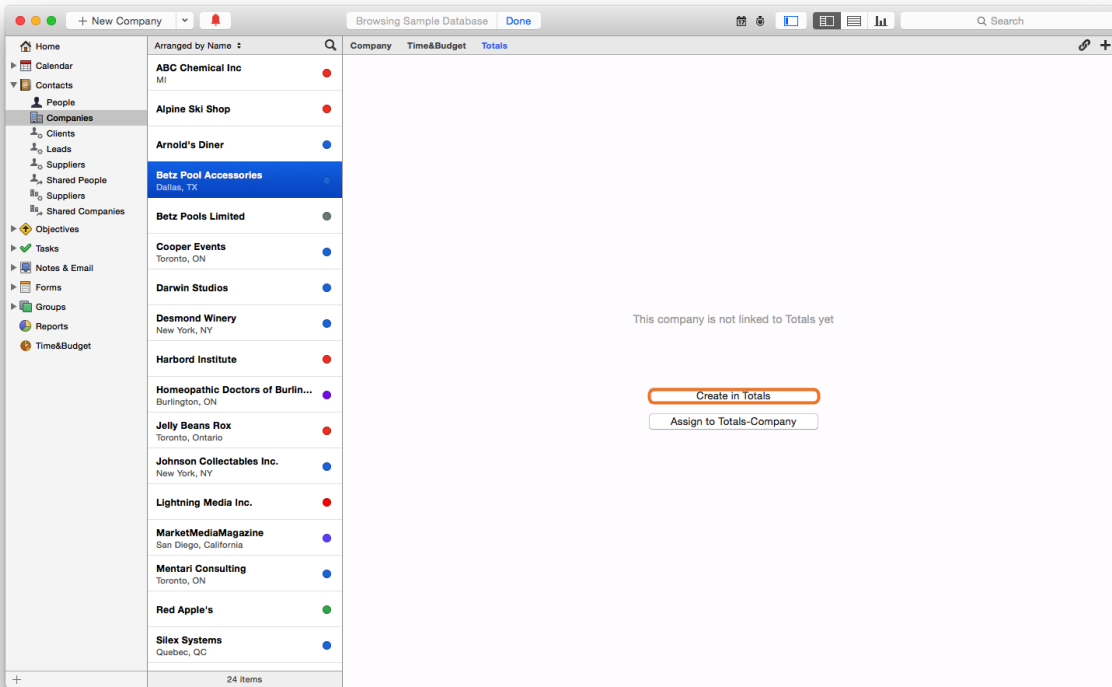 + New Company
Browsing Sample Database
Done
Search
Home
Calendar
Contacts
People
Companies
Clients
Leads
Suppliers
Shared People
Suppliers
Shared Companies
Objectives
Tasks
Notes & Email
Forms
Groups
Reports
Time&Budget
Arranged by Name
ABC Chemical Inc
MI
Alpine Ski Shop
Arnold's Diner
Betz Pool Accessories
Dallas, TX
Betz Pools Limited
Cooper Events
Toronto, ON
Darwin Studios
Desmond Winery
New York, NY
Harbord Institute
Homeopathic Doctors of Burlin...
Burlington, ON
Jelly Beans Rox
Toronto, Ontario
Johnson Collectables Inc.
New York, NY
Lightning Media Inc.
MarketMediaMagazine
San Diego, California
Mentari Consulting
Toronto, ON
Red Apple's
Silex Systems
Quebec, QC
24 items
Company Time&Budget Totals
This company is not linked to Totals yet
Create in Totals
Assign to Totals-Company